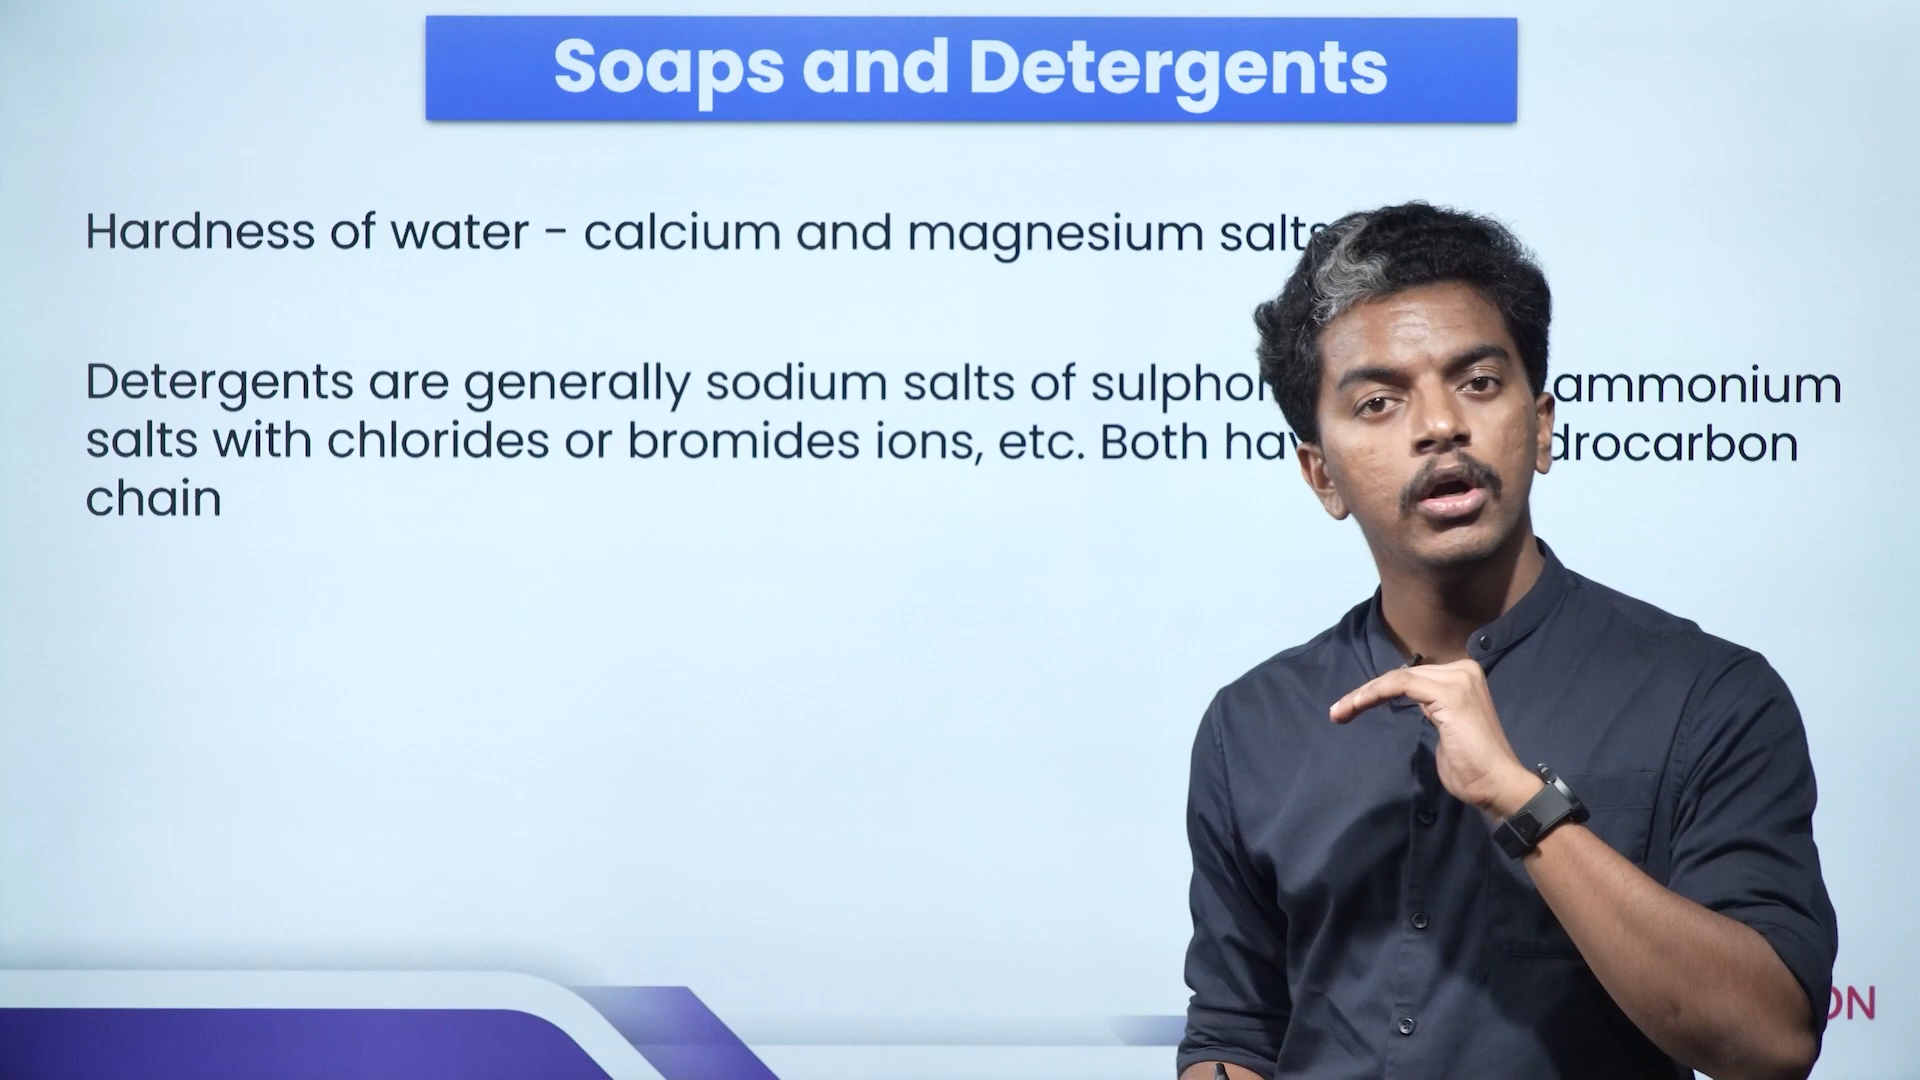 Soaps and Detergents
Hardness of water - calcium and magnesium salts
Detergents are generally sodium salts of ammonium
salts with chlorides or bromides ions, etc. Both
chain